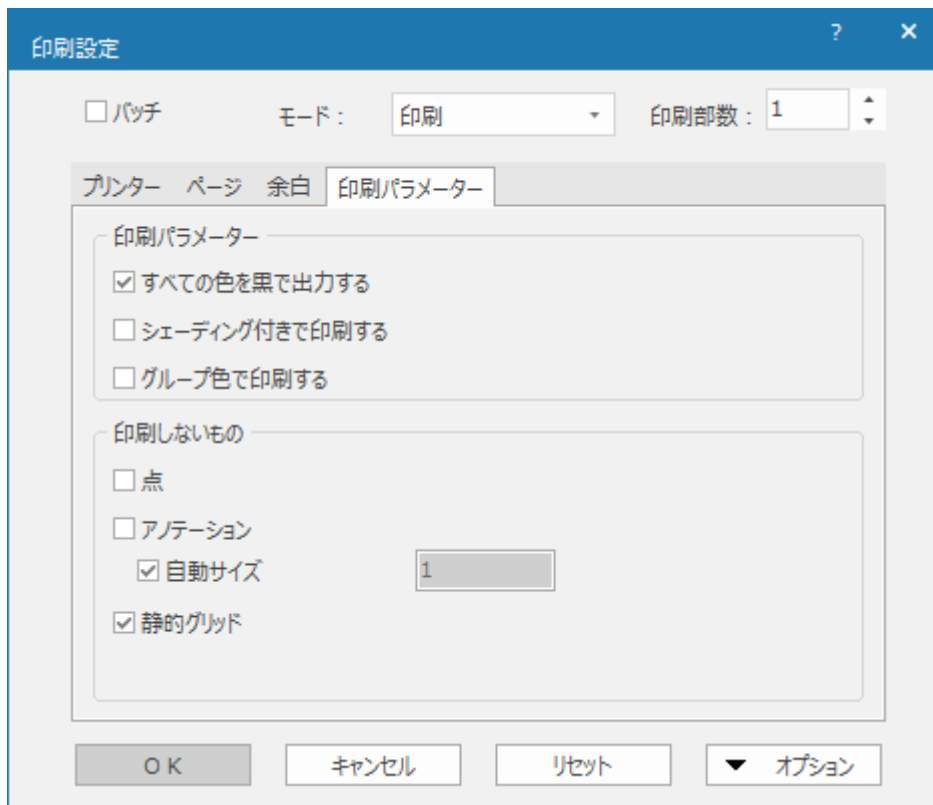 印刷設定 ? ×
バッチ モード : 印刷 印刷部数 : 1
プリンター ページ 余白 印刷パラメーター
印刷パラメーター
すべての色を黒で出力する
シェーディング付きで印刷する
グループ色で印刷する
印刷しないもの
点
アノテーション
自動サイズ 1
静的グリッド
OK キャンセル リセット オプション